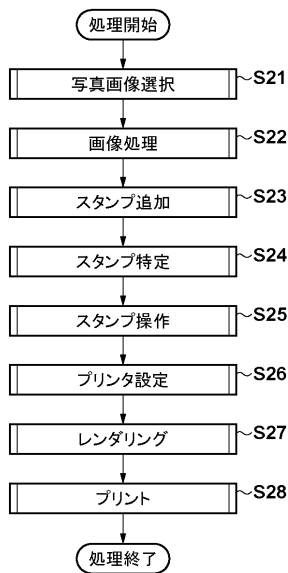 処理開始
写真画像選択 S21
画像処理 S22
スタンプ追加 S23
スタンプ特定 S24
スタンプ操作 S25
プリンタ設定 S26
レンダリング S27
プリント S28
処理終了